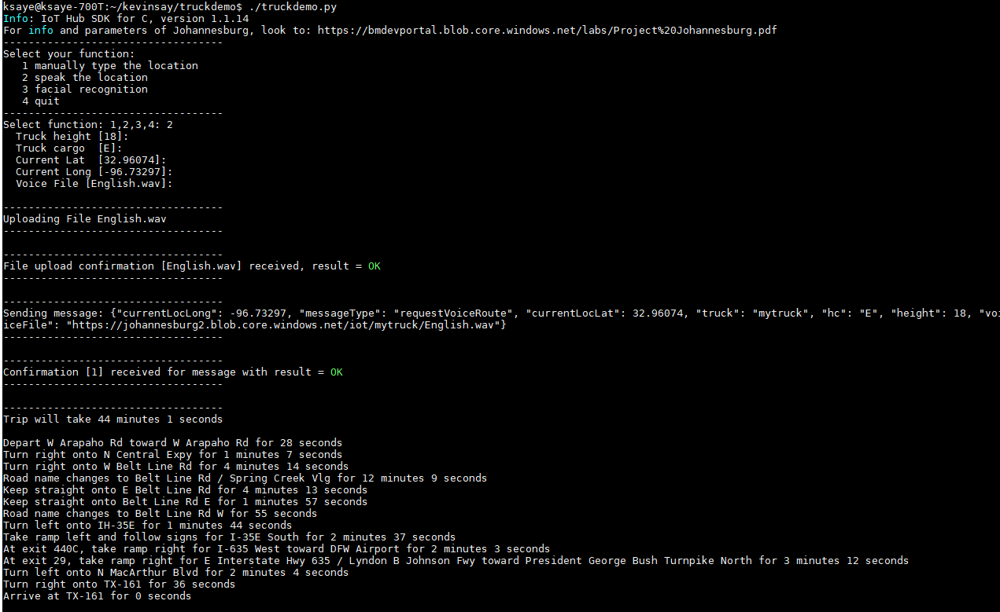 ksaye@ksaye-700T:~/kevinsay/truckdemo$ ./truckdemo.py
Info: IoT Hub SDK for C, version 1.1.14
For info and parameters of Johannesburg, look to: https://bmdevportal.blob.core.windows.net/labs/Project%20Johannesburg.pdf
-----------------------------------
Select your function:
   1 manually type the location
   2 speak the location
   3 facial recognition
   4 quit
-----------------------------------
Select function: 1,2,3,4: 2
  Truck height [18]:
  Truck cargo  [E]:
  Current Lat  [32.96074]:
  Current Long [-96.73297]:
  Voice File [English.wav]:
-----------------------------------
Uploading File English.wav
-----------------------------------
-----------------------------------
File upload confirmation [English.wav] received, result = OK
-----------------------------------
-----------------------------------
Sending message: {"currentLocLong": -96.73297, "messageType": "requestVoiceRoute", "currentLocLat": 32.96074, "truck": "mytruck", "hc": "E", "height": 18, "voi
iceFile": "https://johannesburg2.blob.core.windows.net/iot/mytruck/English.wav"}
-----------------------------------
-----------------------------------
Confirmation [1] received for message with result = OK
-----------------------------------
-----------------------------------
Trip will take 44 minutes 1 seconds
Depart W Arapaho Rd toward W Arapaho Rd for 28 seconds
Turn right onto N Central Expy for 1 minutes 7 seconds
Turn right onto W Belt Line Rd for 4 minutes 14 seconds
Road name changes to Belt Line Rd / Spring Creek Vlg for 12 minutes 9 seconds
Keep straight onto E Belt Line Rd for 4 minutes 13 seconds
Keep straight onto Belt Line Rd E for 1 minutes 57 seconds
Road name changes to Belt Line Rd W for 55 seconds
Turn left onto IH-35E for 1 minutes 44 seconds
Take ramp left and follow signs for I-35E South for 2 minutes 37 seconds
At exit 440C, take ramp right for I-635 West toward DFW Airport for 2 minutes 3 seconds
At exit 29, take ramp right for E Interstate Hwy 635 / Lyndon B Johnson Fwy toward President George Bush Turnpike North for 3 minutes 12 seconds
Turn left onto N MacArthur Blvd for 2 minutes 4 seconds
Turn right onto TX-161 for 36 seconds
Arrive at TX-161 for 0 seconds